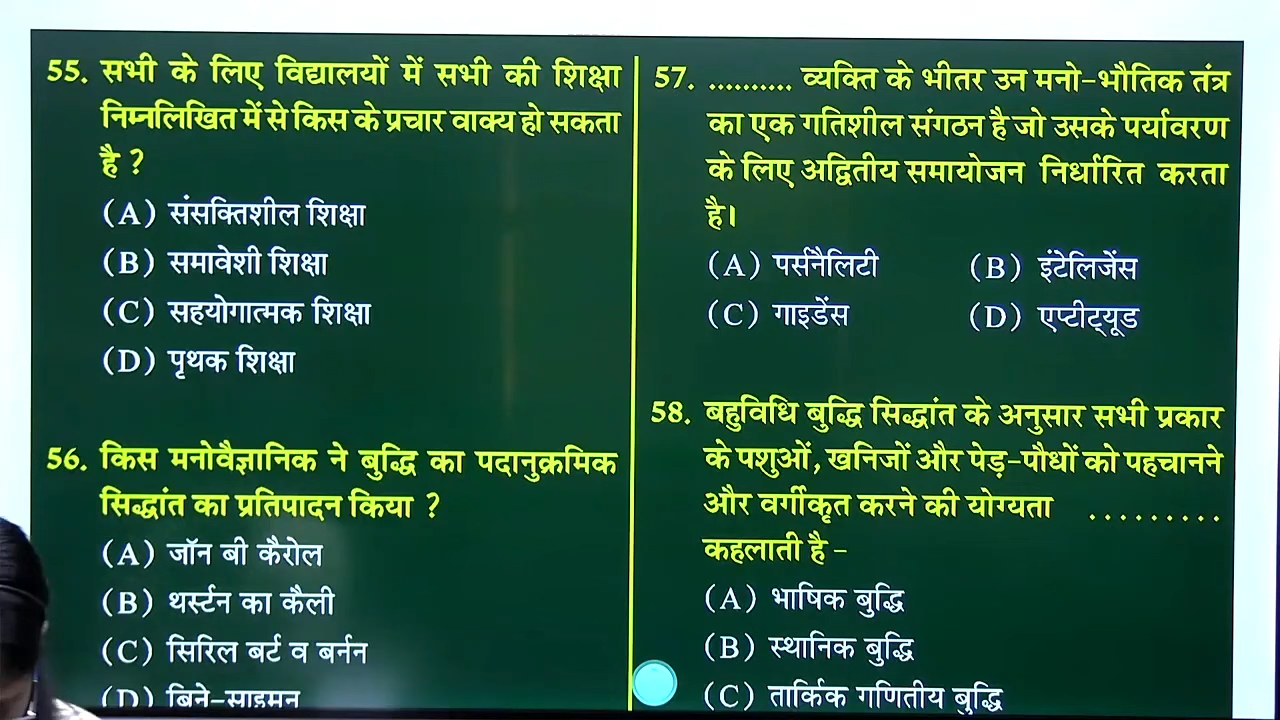 55. सभी के लिए विद्यालयों में सभी की शिक्षा
निम्नलिखित में से किस के प्रचार वाक्य हो सकता
है ?
(A) संसक्तिशील शिक्षा
(B) समावेशी शिक्षा
(C) सहयोगात्मक शिक्षा
(D) पृथक शिक्षा
56. किस मनोवैज्ञानिक ने बुद्धि का पदानुक्रमिक
सिद्धांत का प्रतिपादन किया ?
(A) जॉन बी कैरोल
(B) थर्स्टन का कैली
(C) सिरिल बर्ट व बर्नन
(D) बिने-साइमन
57. .......... व्यक्ति के भीतर उन मनो-भौतिक तंत्र
का एक गतिशील संगठन है जो उसके पर्यावरण
के लिए अद्वितीय समायोजन निर्धारित करता
है।
(A) पर्सनैलिटी (B) इंटेलिजेंस
(C) गाइडेंस (D) एप्टीट्यूड
58. बहुविधि बुद्धि सिद्धांत के अनुसार सभी प्रकार
के पशुओं, खनिजों और पेड़-पौधों को पहचानने
और वर्गीकृत करने की योग्यता .........
कहलाती है -
(A) भाषिक बुद्धि
(B) स्थानिक बुद्धि
(C) तार्किक गणितीय बुद्धि